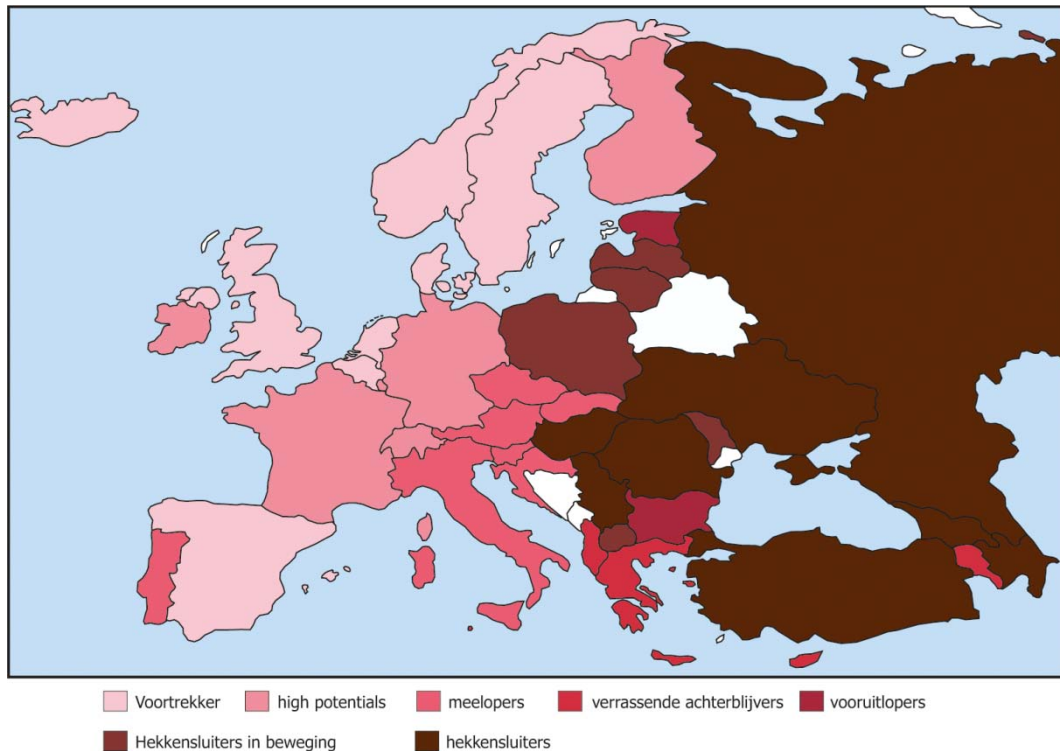 Voortrekker high potentials meelopers verrassende achterblijvers vooruitlopers
Hekkensluiters in beweging hekkensluiters